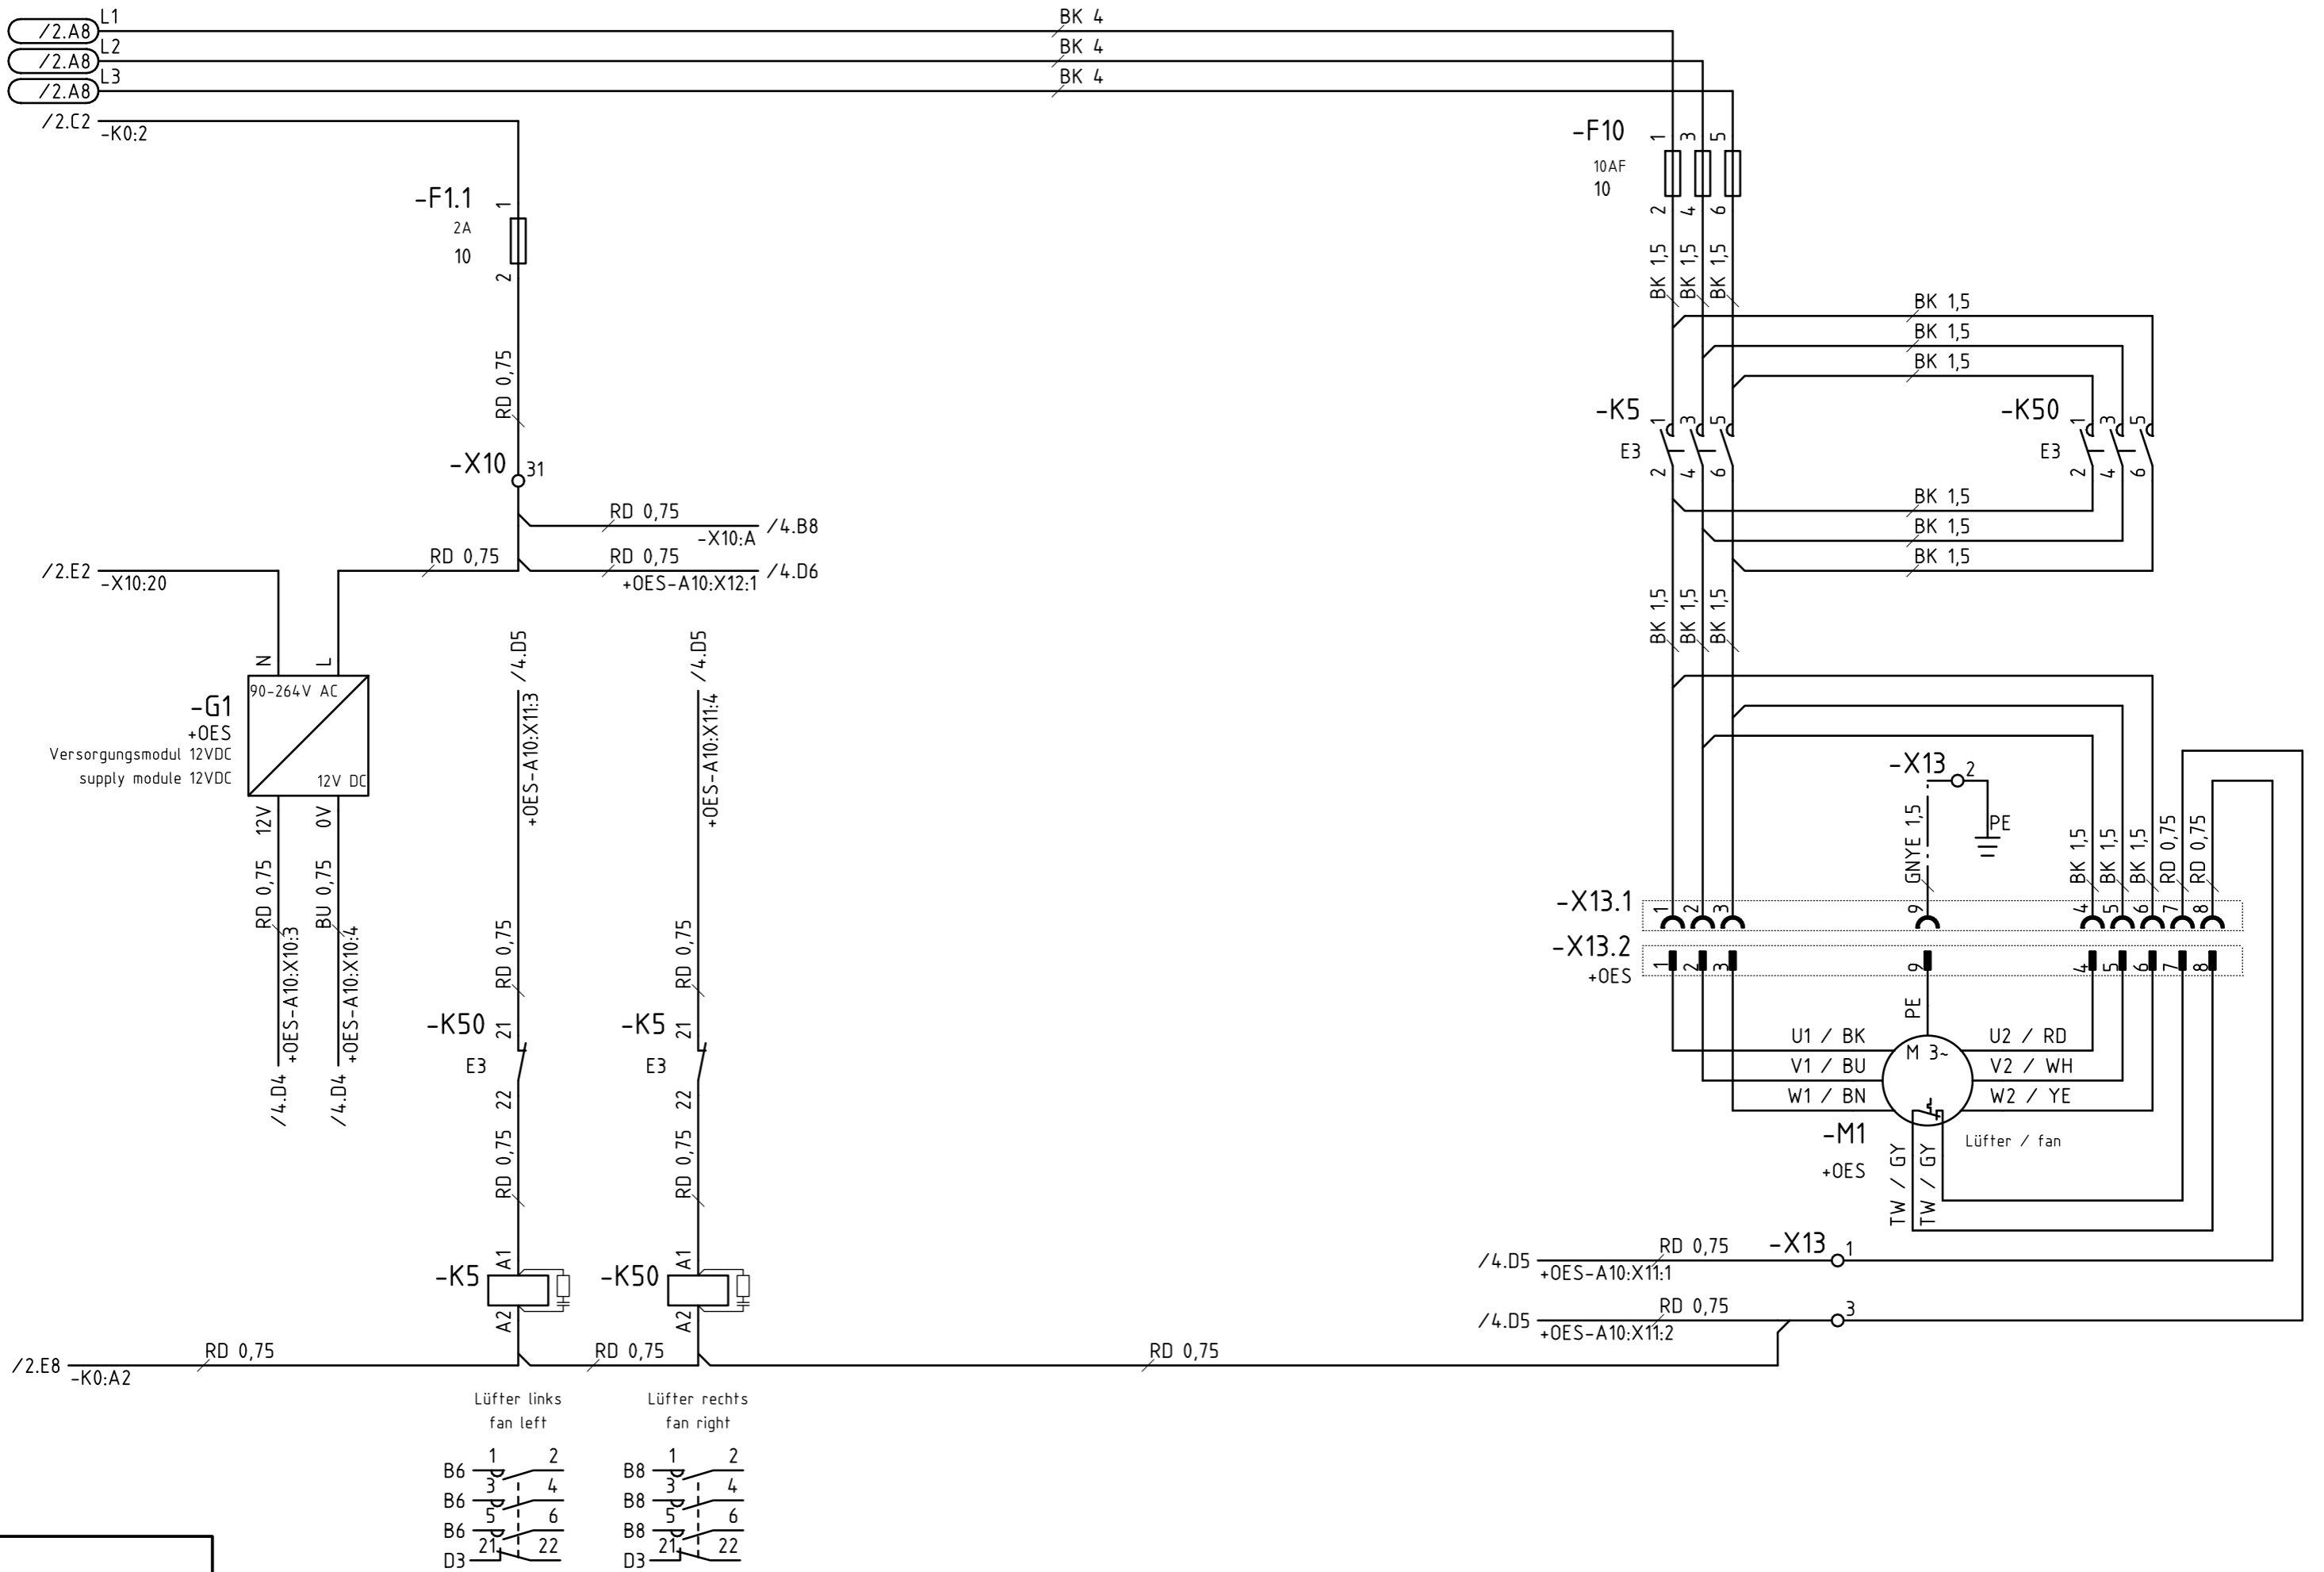 L1
/2.A8
BK 4
L2
/2.A8
BK 4
L3
/2.A8
BK 4
/2.C2
-K0:2
-F1.1
2A
10
1
2
RD 0,75
-X10
31
RD 0,75
-X10:A
/4.B8
/2.E2
-X10:20
RD 0,75
RD 0,75
+OES-A10:X12:1
/4.D6
-F10
10AF
10
1 3 5
2 4 6
BK 1,5
BK 1,5
BK 1,5
BK 1,5
BK 1,5
BK 1,5
-K5
E3
1 3 5
2 4 6
-K50
E3
1 3 5
2 4 6
BK 1,5
BK 1,5
BK 1,5
BK 1,5
BK 1,5
BK 1,5
N
L
90-264V AC
-G1
+OES
Versorgungsmodul 12VDC
supply module 12VDC
12V DC
12V
0V
RD 0,75
BU 0,75
+OES-A10:X10:3
+OES-A10:X10:4
/4.D4
/4.D4
/4.D5
+OES-A10:X11:3
RD 0,75
/4.D5
+OES-A10:X11:4
RD 0,75
-K50
E3
21
22
RD 0,75
-K5
E3
21
22
RD 0,75
-K5
A1
A2
-K50
A1
A2
-X13
2
PE
GNYE 1,5
BK 1,5
BK 1,5
BK 1,5
RD 0,75
RD 0,75
-X13.1
1 2 3 9 4 5 6 7 8
-X13.2
+OES
1 2 3 9 4 5 6 7 8
PE
U1 / BK
V1 / BU
W1 / BN
M 3~
U2 / RD
V2 / WH
W2 / YE
-M1
+OES
Lüfter / fan
TW / GY
TW / GY
/4.D5
+OES-A10:X11:1
RD 0,75
-X13
1
/4.D5
+OES-A10:X11:2
RD 0,75
3
/2.E8
-K0:A2
RD 0,75
RD 0,75
RD 0,75
Lüfter links
fan left
B6 1 2
B6 3 4
B6 5 6
D3 21 22
Lüfter rechts
fan right
B8 1 2
B8 3 4
B8 5 6
D3 21 22